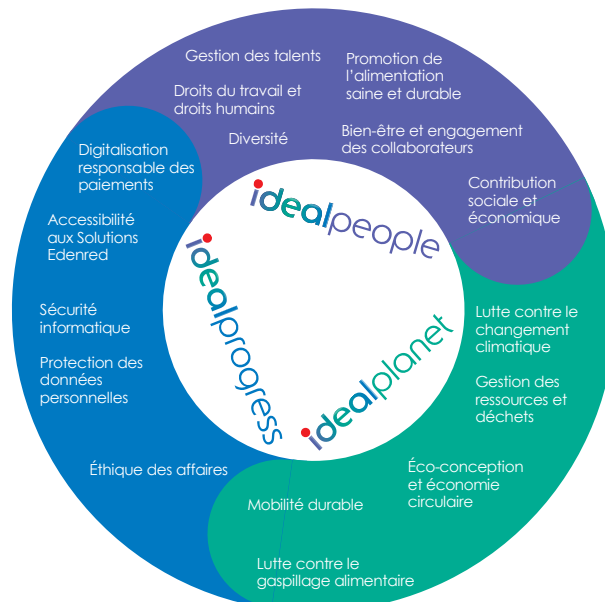 Gestion des talents
Droits du travail et
droits humains
Diversité
Promotion de
l’alimentation
saine et durable
Bien-être et engagement
des collaborateurs
Contribution
sociale et
économique
idealpeople
Digitalisation
responsable des
paiements
Accessibilité
aux Solutions
Edenred
Sécurité
informatique
Protection des
données
personnelles
Éthique des affaires
idealprogress
idealplanet
Lutte contre le
changement
climatique
Gestion des
ressources et
déchets
Éco-conception
et économie
circulaire
Mobilité durable
Lutte contre le
gaspillage alimentaire